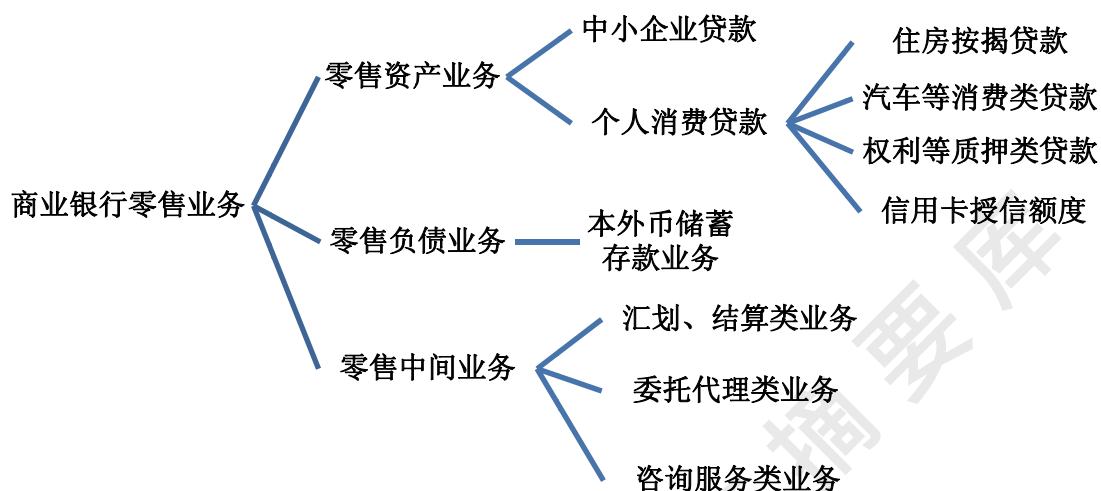 商业银行零售业务
零售资产业务
中小企业贷款
个人消费贷款
住房按揭贷款
汽车等消费类贷款
权利等质押类贷款
信用卡授信额度
零售负债业务
本外币储蓄
存款业务
零售中间业务
汇划、结算类业务
委托代理类业务
咨询服务类业务
摘要库